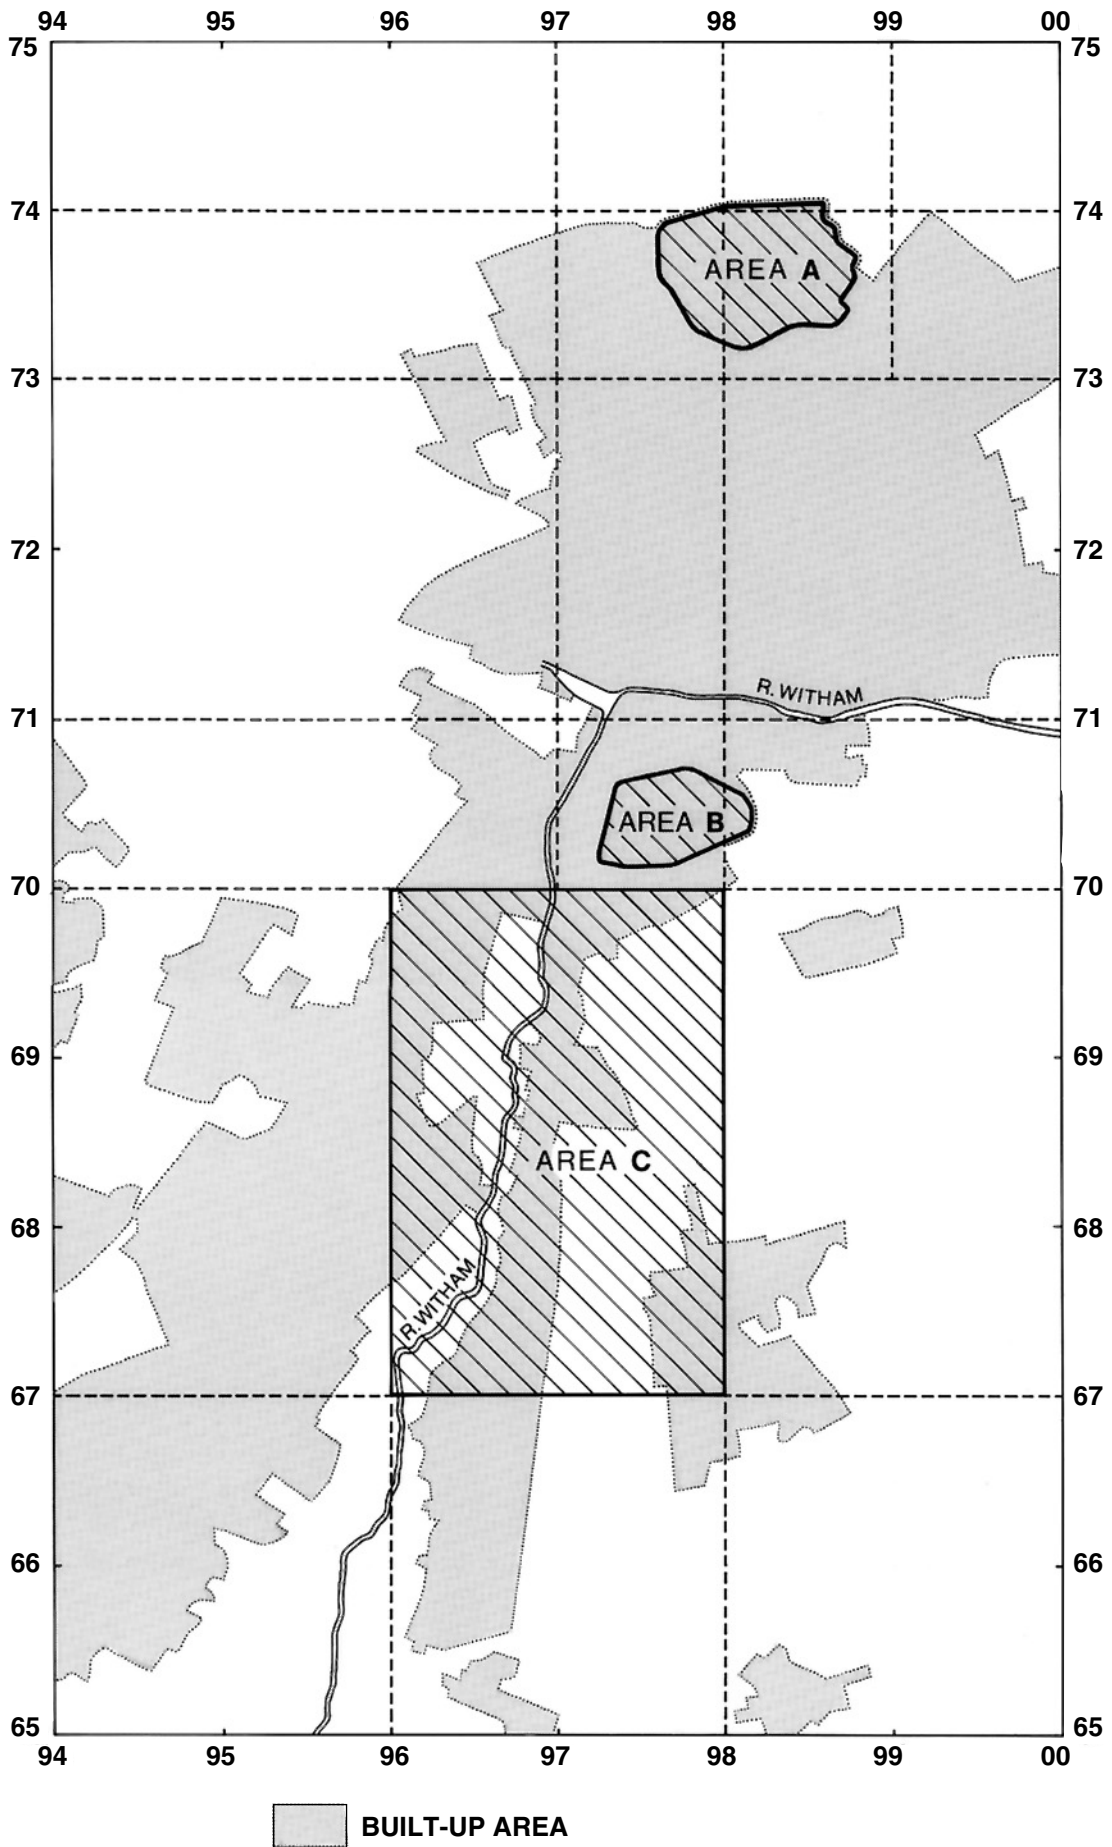 94 95 96 97 98 99 00
75 75
74 74
AREA A
73 73
72 72
R. WITHAM
71 71
AREA B
70 70
69 69
AREA C
68 68
R. WITHAM
67 67
66 66
65 65
94 95 96 97 98 99 00
BUILT-UP AREA